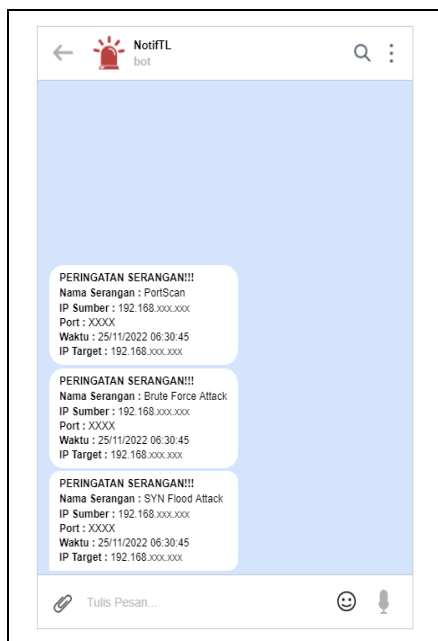 NotifTL
bot
PERINGATAN SERANGAN!!!
Nama Serangan : PortScan
IP Sumber : 192.168.xxx.xxx
Port : XXXX
Waktu : 25/11/2022 06:30:45
IP Target : 192.168.xxx.xxx
PERINGATAN SERANGAN!!!
Nama Serangan : Brute Force Attack
IP Sumber : 192.168.xxx.xxx
Port : XXXX
Waktu : 25/11/2022 06:30:45
IP Target : 192.168.xxx.xxx
PERINGATAN SERANGAN!!!
Nama Serangan : SYN Flood Attack
IP Sumber : 192.168.xxx.xxx
Port : XXXX
Waktu : 25/11/2022 06:30:45
IP Target : 192.168.xxx.xxx
Tulis Pesan...